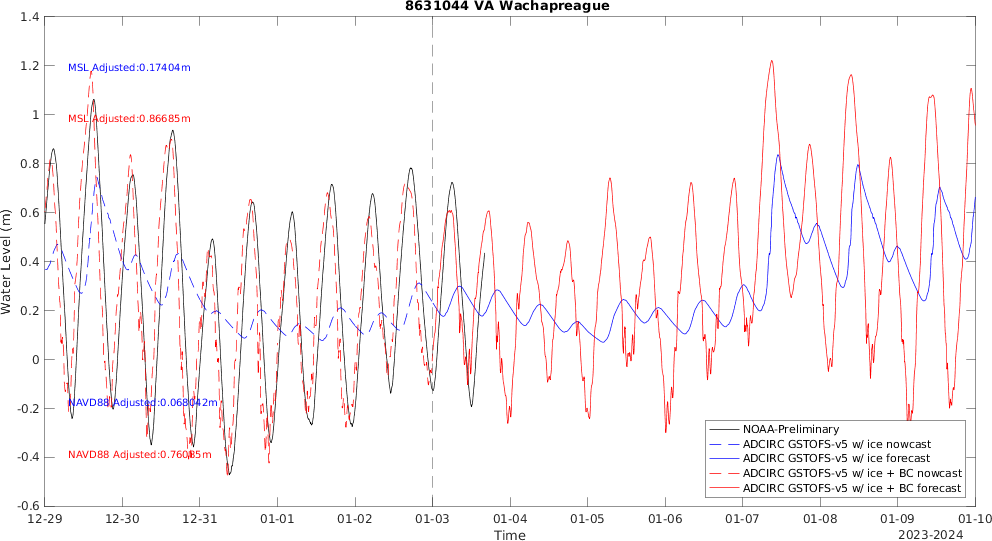 8631044 VA Wachapreague
1.4
1.2
1
0.8
0.6
0.4
0.2
0
-0.2
-0.4
-0.6
Water Level (m)
MSL Adjusted:0.17404m
MSL Adjusted:0.86685m
NAVD88 Adjusted:0.068042m
NAVD88 Adjusted:0.76085m
NOAA-Preliminary
ADCIRC GSTOFS-v5 w/ ice nowcast
ADCIRC GSTOFS-v5 w/ ice forecast
ADCIRC GSTOFS-v5 w/ ice + BC nowcast
ADCIRC GSTOFS-v5 w/ ice + BC forecast
12-29 12-30 12-31 01-01 01-02 01-03 01-04 01-05 01-06 01-07 01-08 01-09 01-10
Time
2023-2024